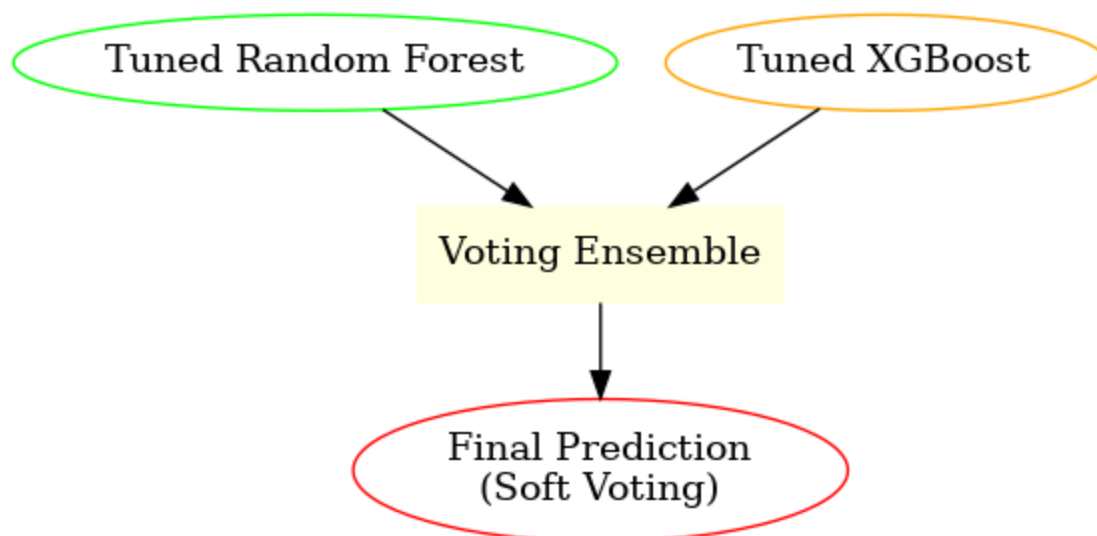 Tuned Random Forest
Tuned XGBoost
Voting Ensemble
Final Prediction
(Soft Voting)